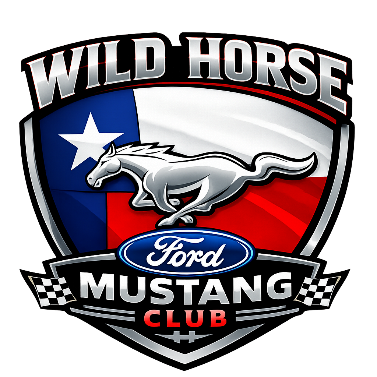 WILD HORSE
Ford
MUSTANG
CLUB